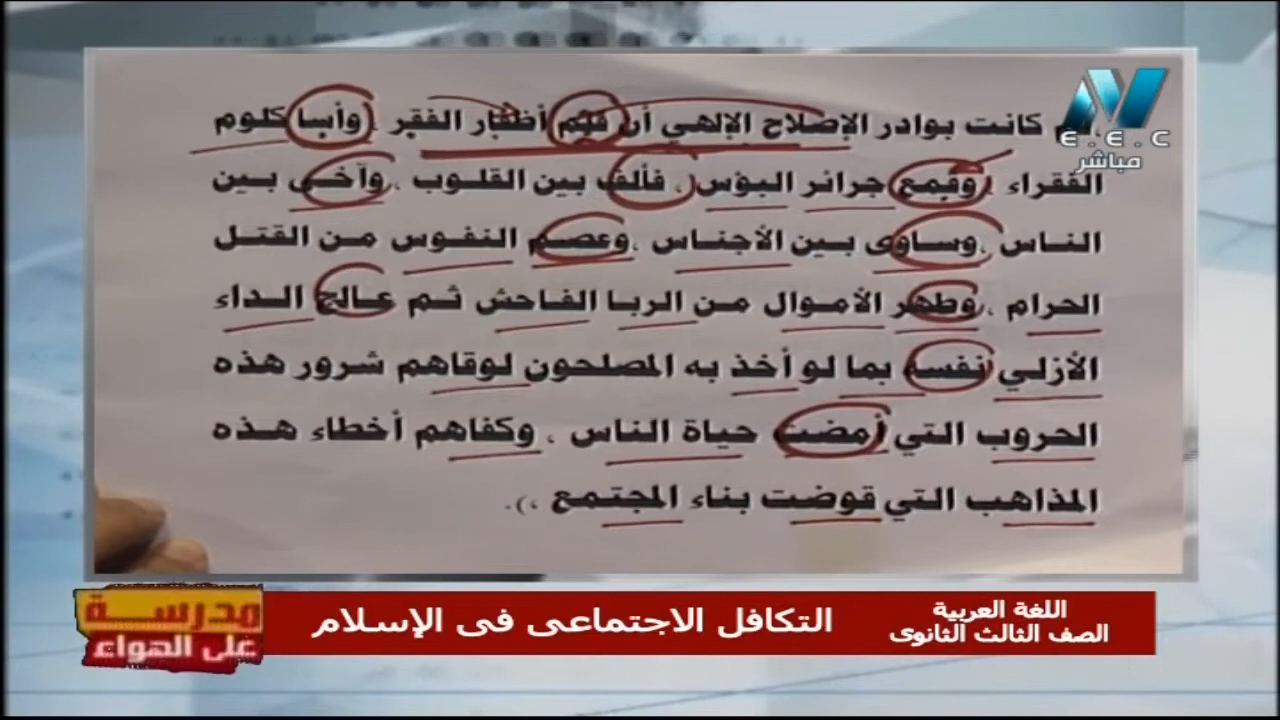 كانت بوادر الإصلاح الإلهي أن قلم أظفار الفقر ، وأسا كلوم
الفقراء ، وقمع جرائر البؤس ، فألف بين القلوب ، وآخى بين
الناس ، وساوى بين الأجناس ، وعصم النفوس من القتل
الحرام ، وطهر الأموال من الربا الفاحش ثم عالج الداء
الأزلي نفسه بما لو أخذ به المصلحون لوقاهم شرور هذه
الحروب التي أمضت حياة الناس ، وكفاهم أخطاء هذه
المذاهب التي قوضت بناء المجتمع ،).
E.E.C
مباشر
اللغة العربية
الصف الثالث الثانوى
التكافل الاجتماعى فى الإسلام
مدرسة
على الهواء